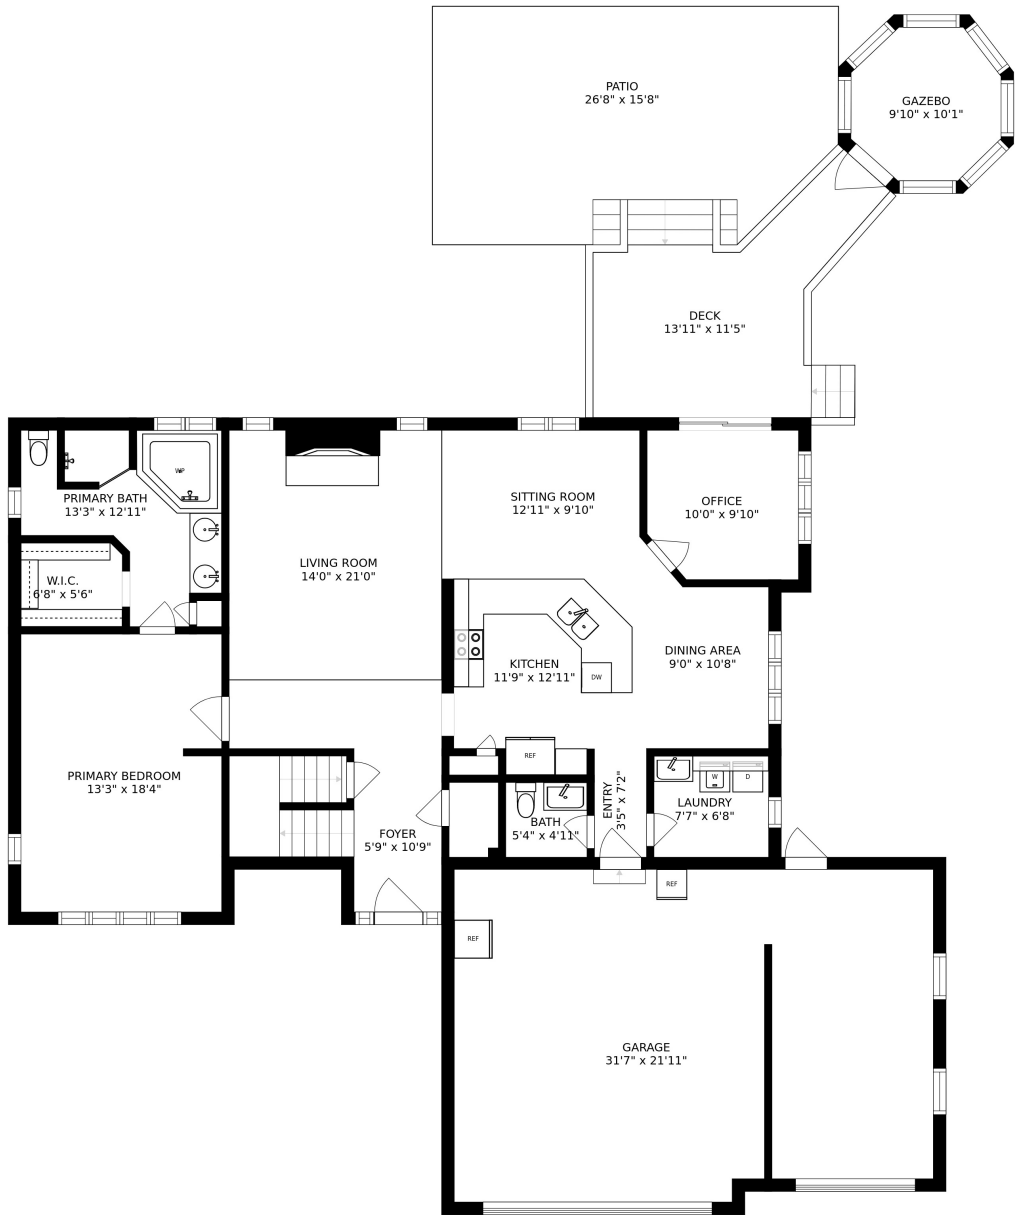 PATIO
26'8" x 15'8"
GAZEBO
9'10" x 10'1"
DECK
13'11" x 11'5"
WP
PRIMARY BATH
13'3" x 12'11"
SITTING ROOM
12'11" x 9'10"
OFFICE
10'0" x 9'10"
LIVING ROOM
14'0" x 21'0"
W.I.C.
6'8" x 5'6"
KITCHEN
11'9" x 12'11"
DW
DINING AREA
9'0" x 10'8"
REF
PRIMARY BEDROOM
13'3" x 18'4"
W
D
ENTRY
3'5" x 7'2"
LAUNDRY
7'7" x 6'8"
BATH
5'4" x 4'11"
FOYER
5'9" x 10'9"
REF
REF
GARAGE
31'7" x 21'11"